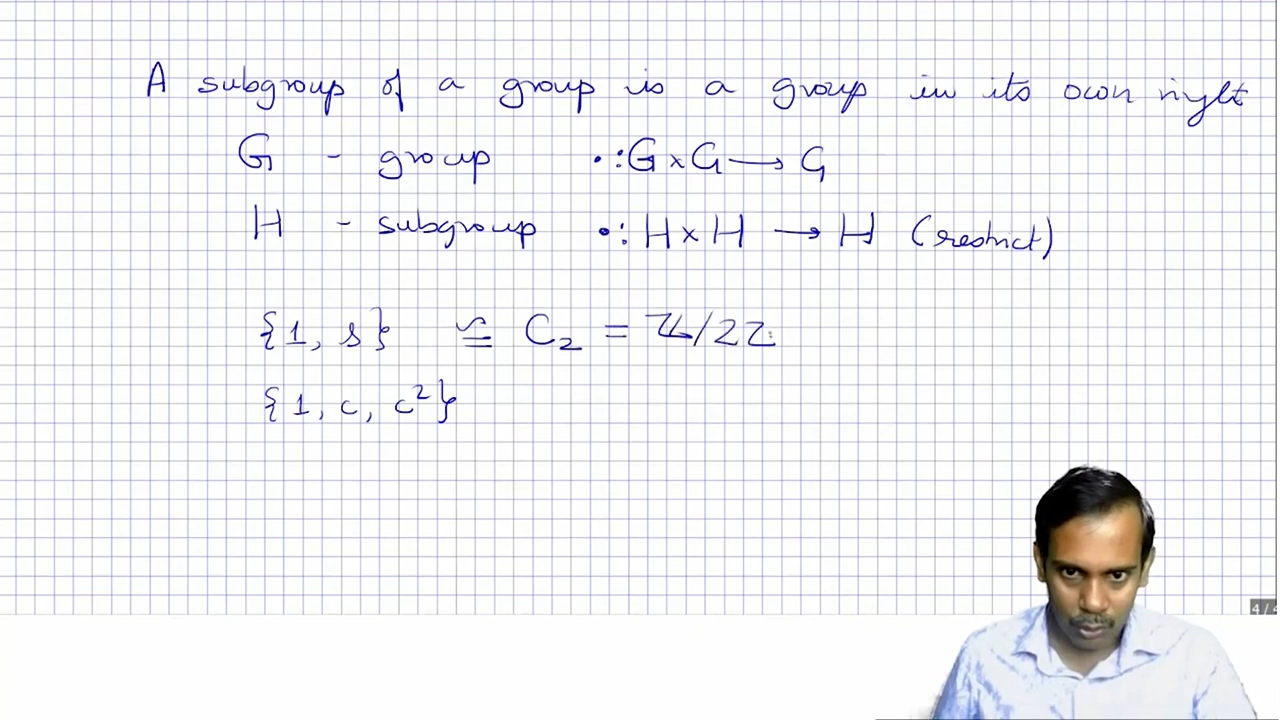 A subgroup of a group is a group in its own right
G - group •:G×G⟶G
H - subgroup •:H×H⟶H (restrict)
{1, s} ≅ C₂ = ℤ/2ℤ
{1, c, c²}